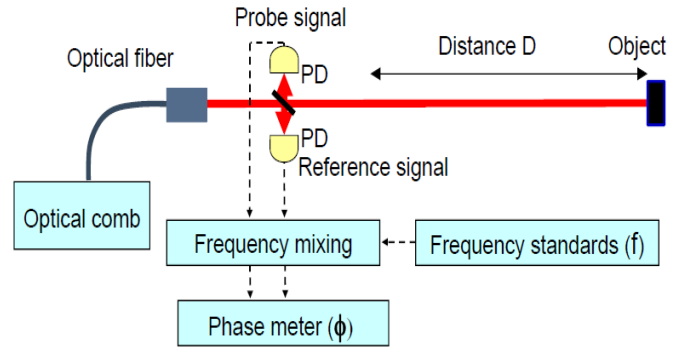 Probe signal
Distance D
Object
Optical fiber
PD
PD
Reference signal
Optical comb
Frequency mixing
Frequency standards (f)
Phase meter (ϕ)